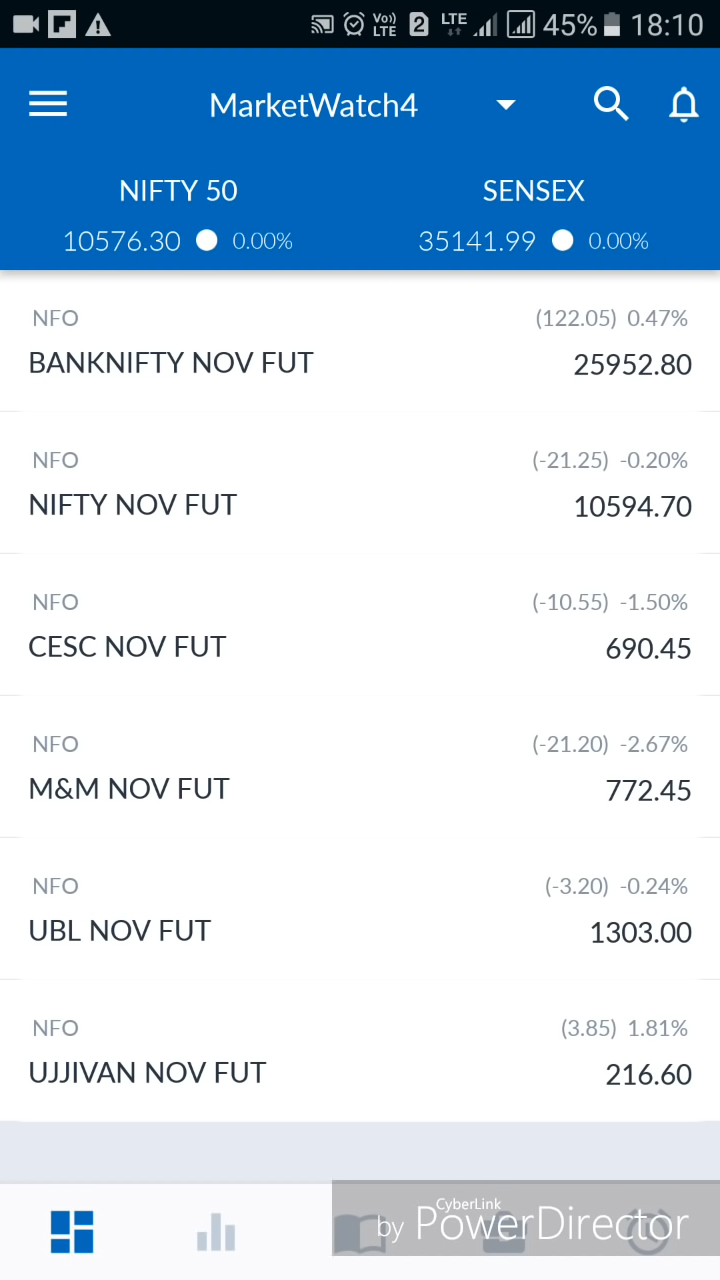 Vo)) LTE 2 LTE 45% 18:10
MarketWatch4
NIFTY 50 SENSEX
10576.30 0.00% 35141.99 0.00%
NFO (122.05) 0.47%
BANKNIFTY NOV FUT 25952.80
NFO (-21.25) -0.20%
NIFTY NOV FUT 10594.70
NFO (-10.55) -1.50%
CESC NOV FUT 690.45
NFO (-21.20) -2.67%
M&M NOV FUT 772.45
NFO (-3.20) -0.24%
UBL NOV FUT 1303.00
NFO (3.85) 1.81%
UJJIVAN NOV FUT 216.60
CyberLink
by PowerDirector